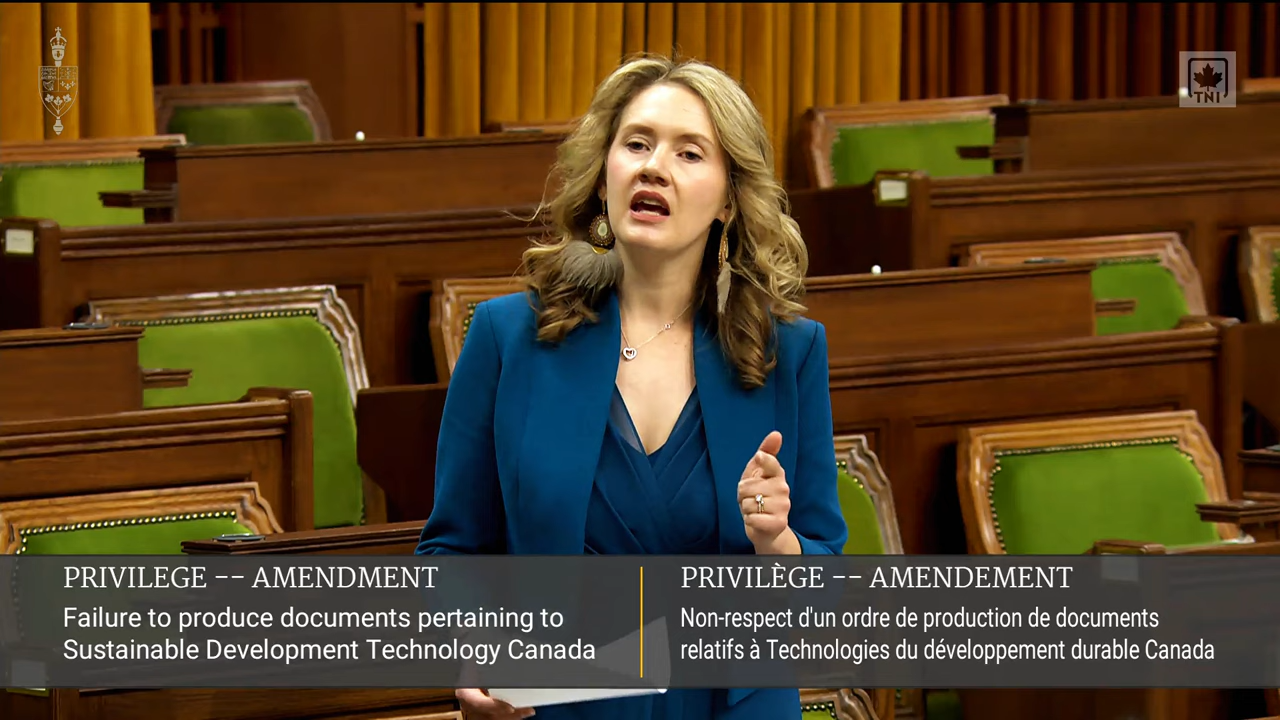 TNI
PRIVILEGE -- AMENDMENT
Failure to produce documents pertaining to
Sustainable Development Technology Canada
PRIVILÈGE -- AMENDEMENT
Non-respect d'un ordre de production de documents
relatifs à Technologies du développement durable Canada